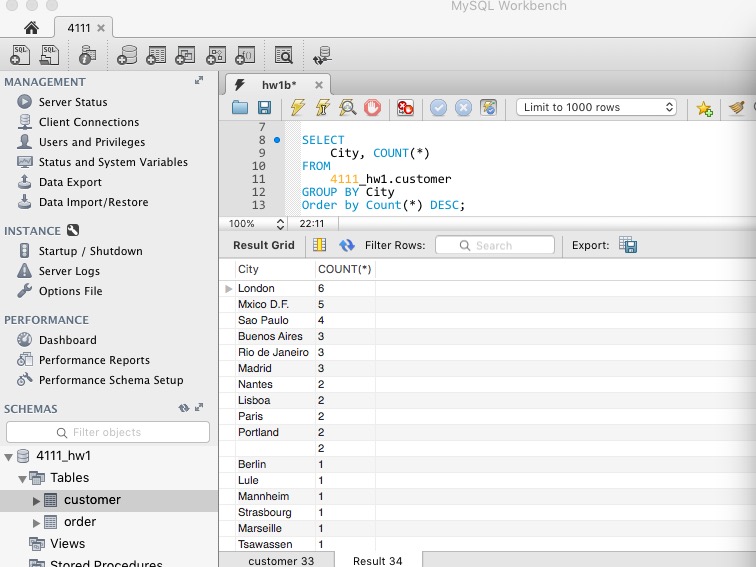 MySQL Workbench
4111
MANAGEMENT
Server Status
Client Connections
Users and Privileges
Status and System Variables
Data Export
Data Import/Restore
INSTANCE
Startup / Shutdown
Server Logs
Options File
PERFORMANCE
Dashboard
Performance Reports
Performance Schema Setup
SCHEMAS
Filter objects
4111_hw1
Tables
customer
order
Views
Stored Procedures
hw1b*
Limit to 1000 rows
7
8 SELECT
9 City, COUNT(*)
10 FROM
11 4111_hw1.customer
12 GROUP BY City
13 Order by Count(*) DESC;
100% 22:11
Result Grid Filter Rows: Search Export:
City COUNT(*)
London 6
Mxico D.F. 5
Sao Paulo 4
Buenos Aires 3
Rio de Janeiro 3
Madrid 3
Nantes 2
Lisboa 2
Paris 2
Portland 2
2
Berlin 1
Lule 1
Mannheim 1
Strasbourg 1
Marseille 1
Tsawassen 1
customer 33 Result 34